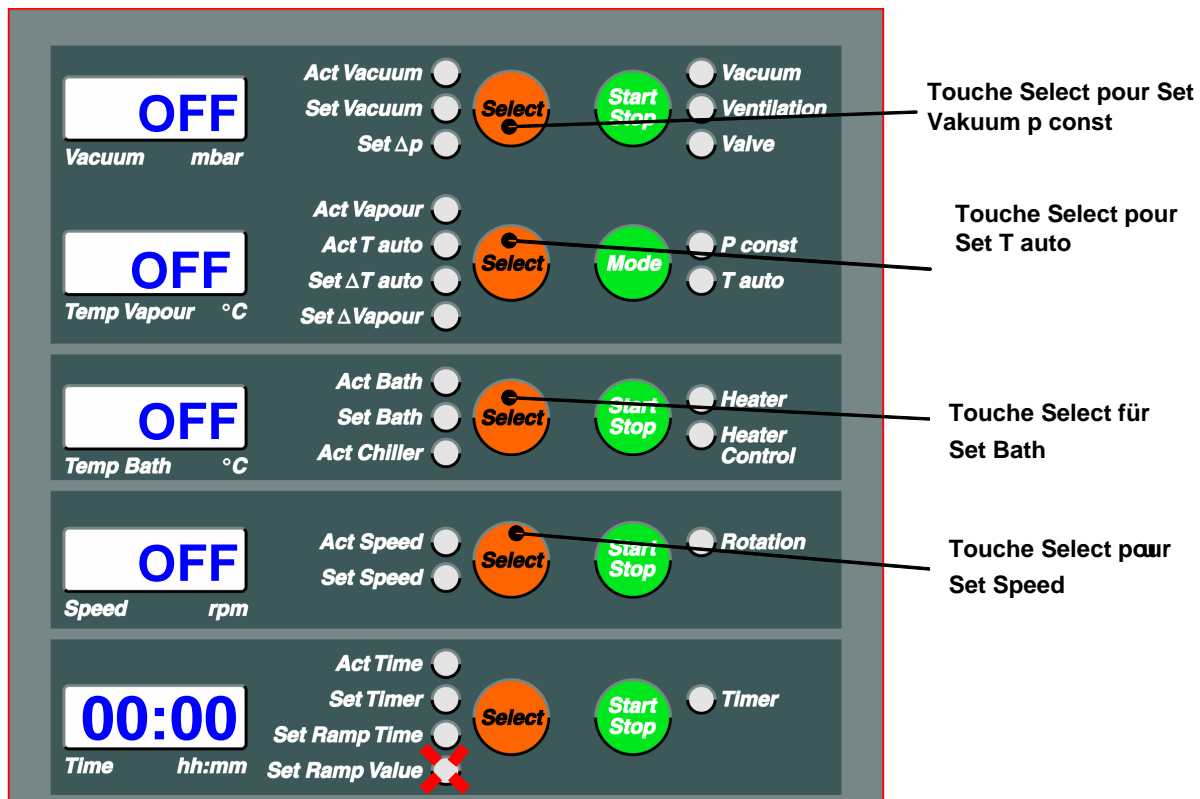 OFF
Vacuum mbar
Act Vacuum
Set Vacuum
Set Δp
Select
Start
Stop
Vacuum
Ventilation
Valve
Touche Select pour Set
Vakuum p const
OFF
Temp Vapour °C
Act Vapour
Act T auto
Set ΔT auto
Set ΔVapour
Select
Mode
P const
T auto
Touche Select pour
Set T auto
OFF
Temp Bath °C
Act Bath
Set Bath
Act Chiller
Select
Start
Stop
Heater
Heater
Control
Touche Select für
Set Bath
OFF
Speed rpm
Act Speed
Set Speed
Select
Start
Stop
Rotation
Touche Select pour
Set Speed
00:00
Time hh:mm
Act Time
Set Timer
Set Ramp Time
Set Ramp Value
Select
Start
Stop
Timer